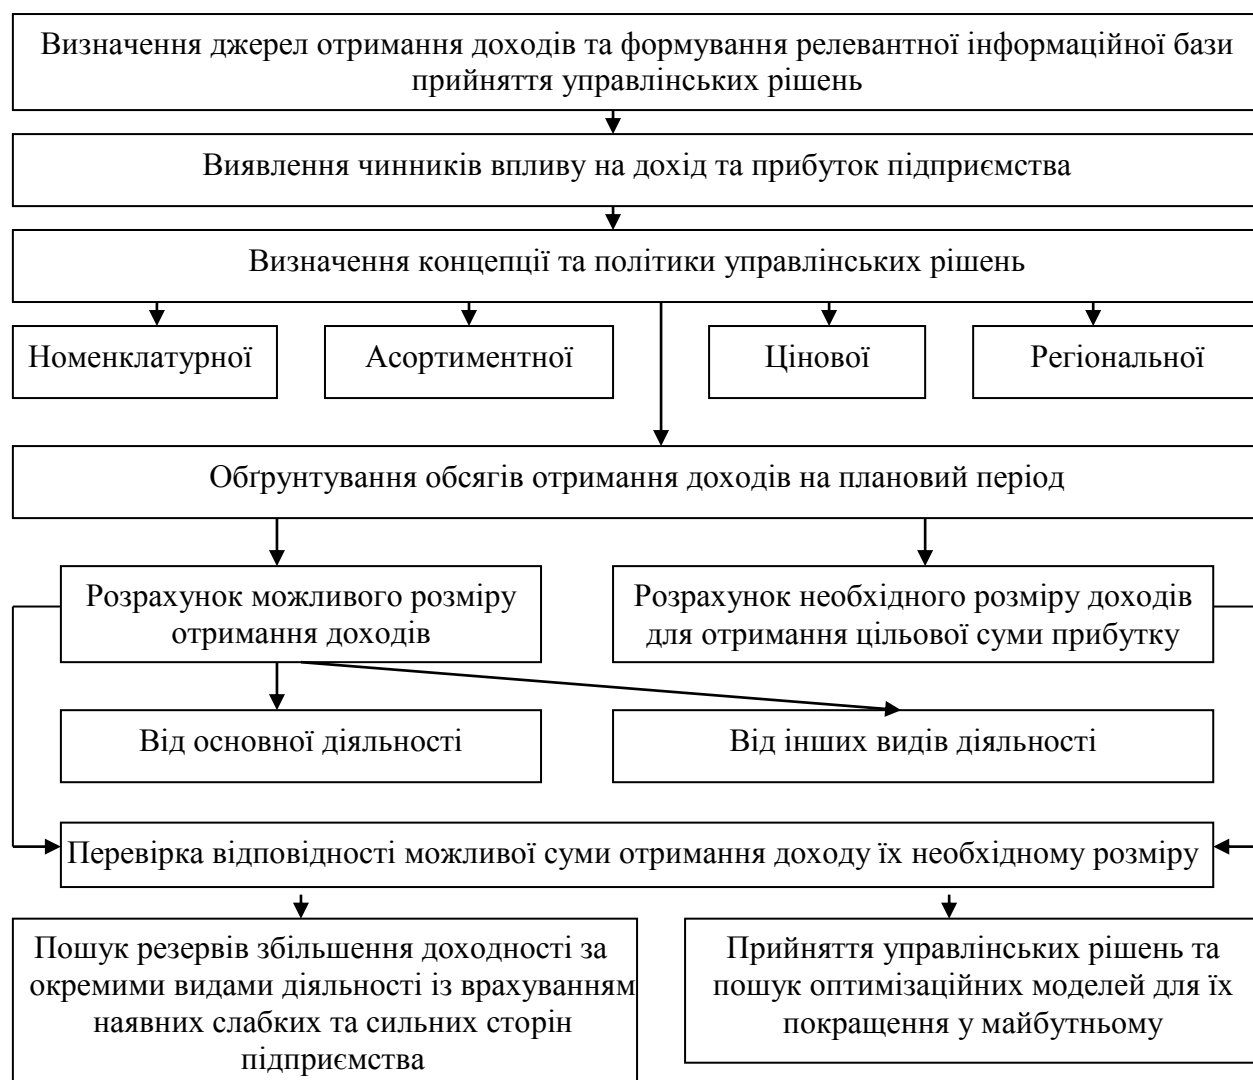 Визначення джерел отримання доходів та формування релевантної інформаційної бази
прийняття управлінських рішень
Виявлення чинників впливу на дохід та прибуток підприємства
Визначення концепції та політики управлінських рішень
Номенклатурної
Асортиментної
Цінової
Регіональної
Обґрунтування обсягів отримання доходів на плановий період
Розрахунок можливого розміру
отримання доходів
Розрахунок необхідного розміру доходів
для отримання цільової суми прибутку
Від основної діяльності
Від інших видів діяльності
Перевірка відповідності можливої суми отримання доходу їх необхідному розміру
Пошук резервів збільшення доходності за
окремими видами діяльності із врахуванням
наявних слабких та сильних сторін
підприємства
Прийняття управлінських рішень та
пошук оптимізаційних моделей для їх
покращення у майбутньому